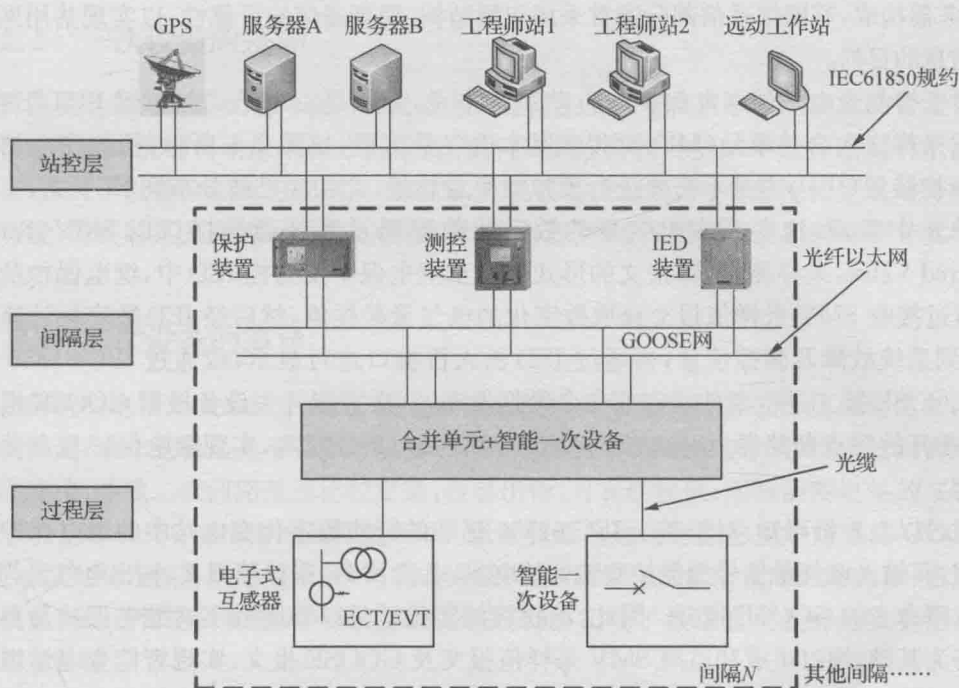 GPS
服务器A
服务器B
工程师站1
工程师站2
远动工作站
IEC61850规约
站控层
保护
装置
测控
装置
IED
装置
光纤以太网
间隔层
GOOSE网
合并单元+智能一次设备
光缆
过程层
电子式
互感器
ECT/EV
智能
次设备
间隔N
其他间隔……